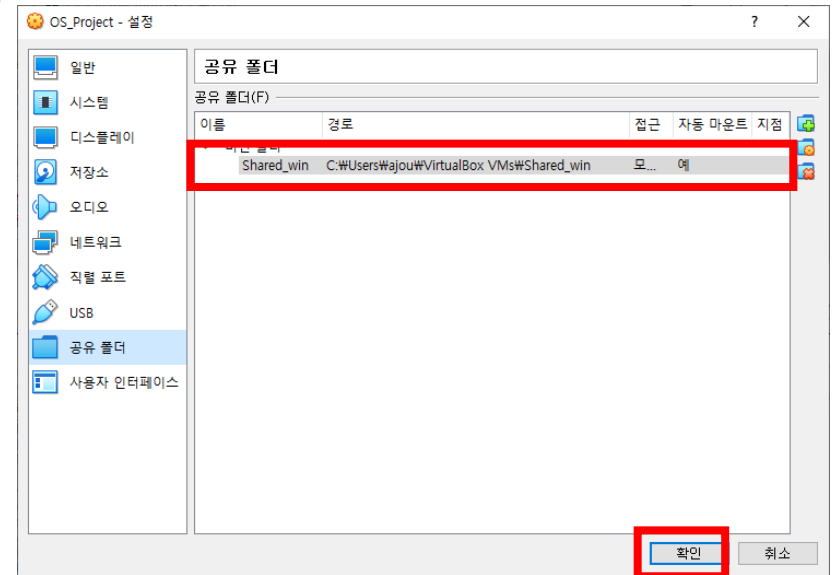 OS_Project - 설정
?
일반
시스템
디스플레이
저장소
오디오
네트워크
직렬 포트
USB
공유 폴더
사용자 인터페이스
공유 폴더
공유 폴더(F)
이름 경로 접근 자동 마운트 지점
Shared_win C:₩Users₩ajou₩VirtualBox VMs₩Shared_win 모... 예
확인 취소